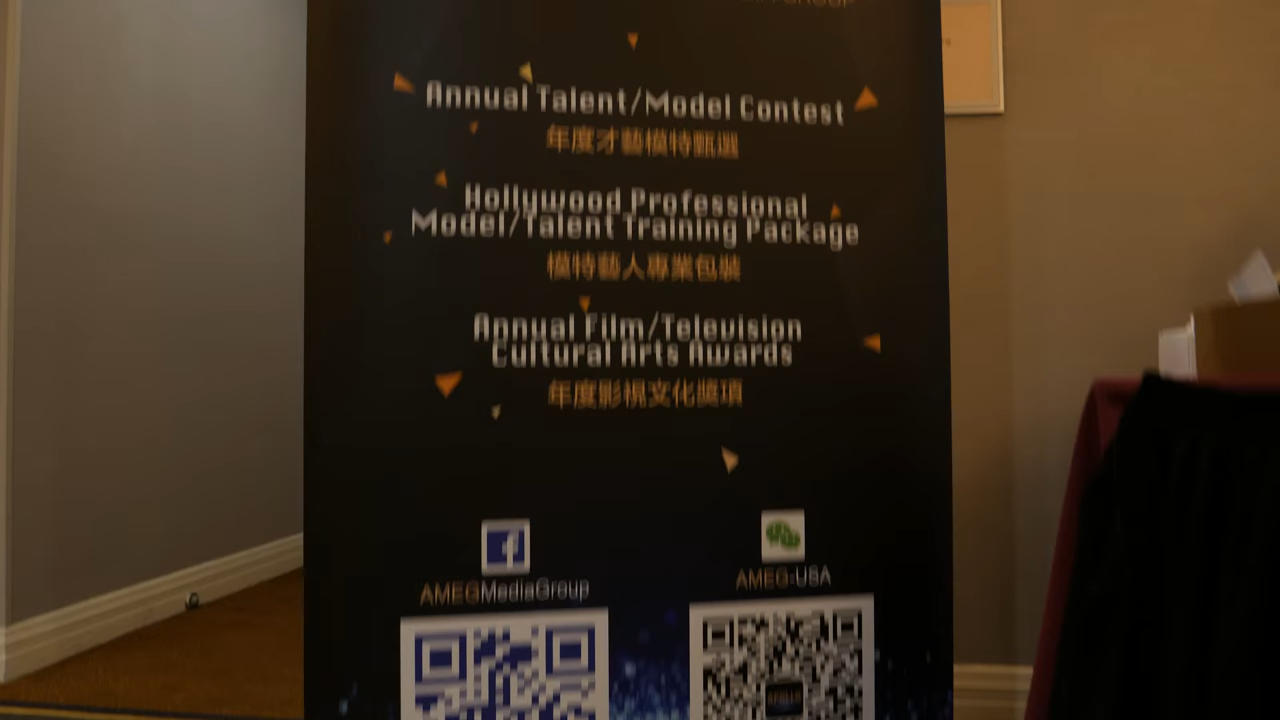 Annual Talent/Model Contest
年度才藝模特甄選
Hollywood Professional
Model/Talent Training Package
模特藝人專業包裝
Annual Film/Television
Cultural Arts Awards
年度影視文化獎項
AMEGMediaGroup
AMEG-USA